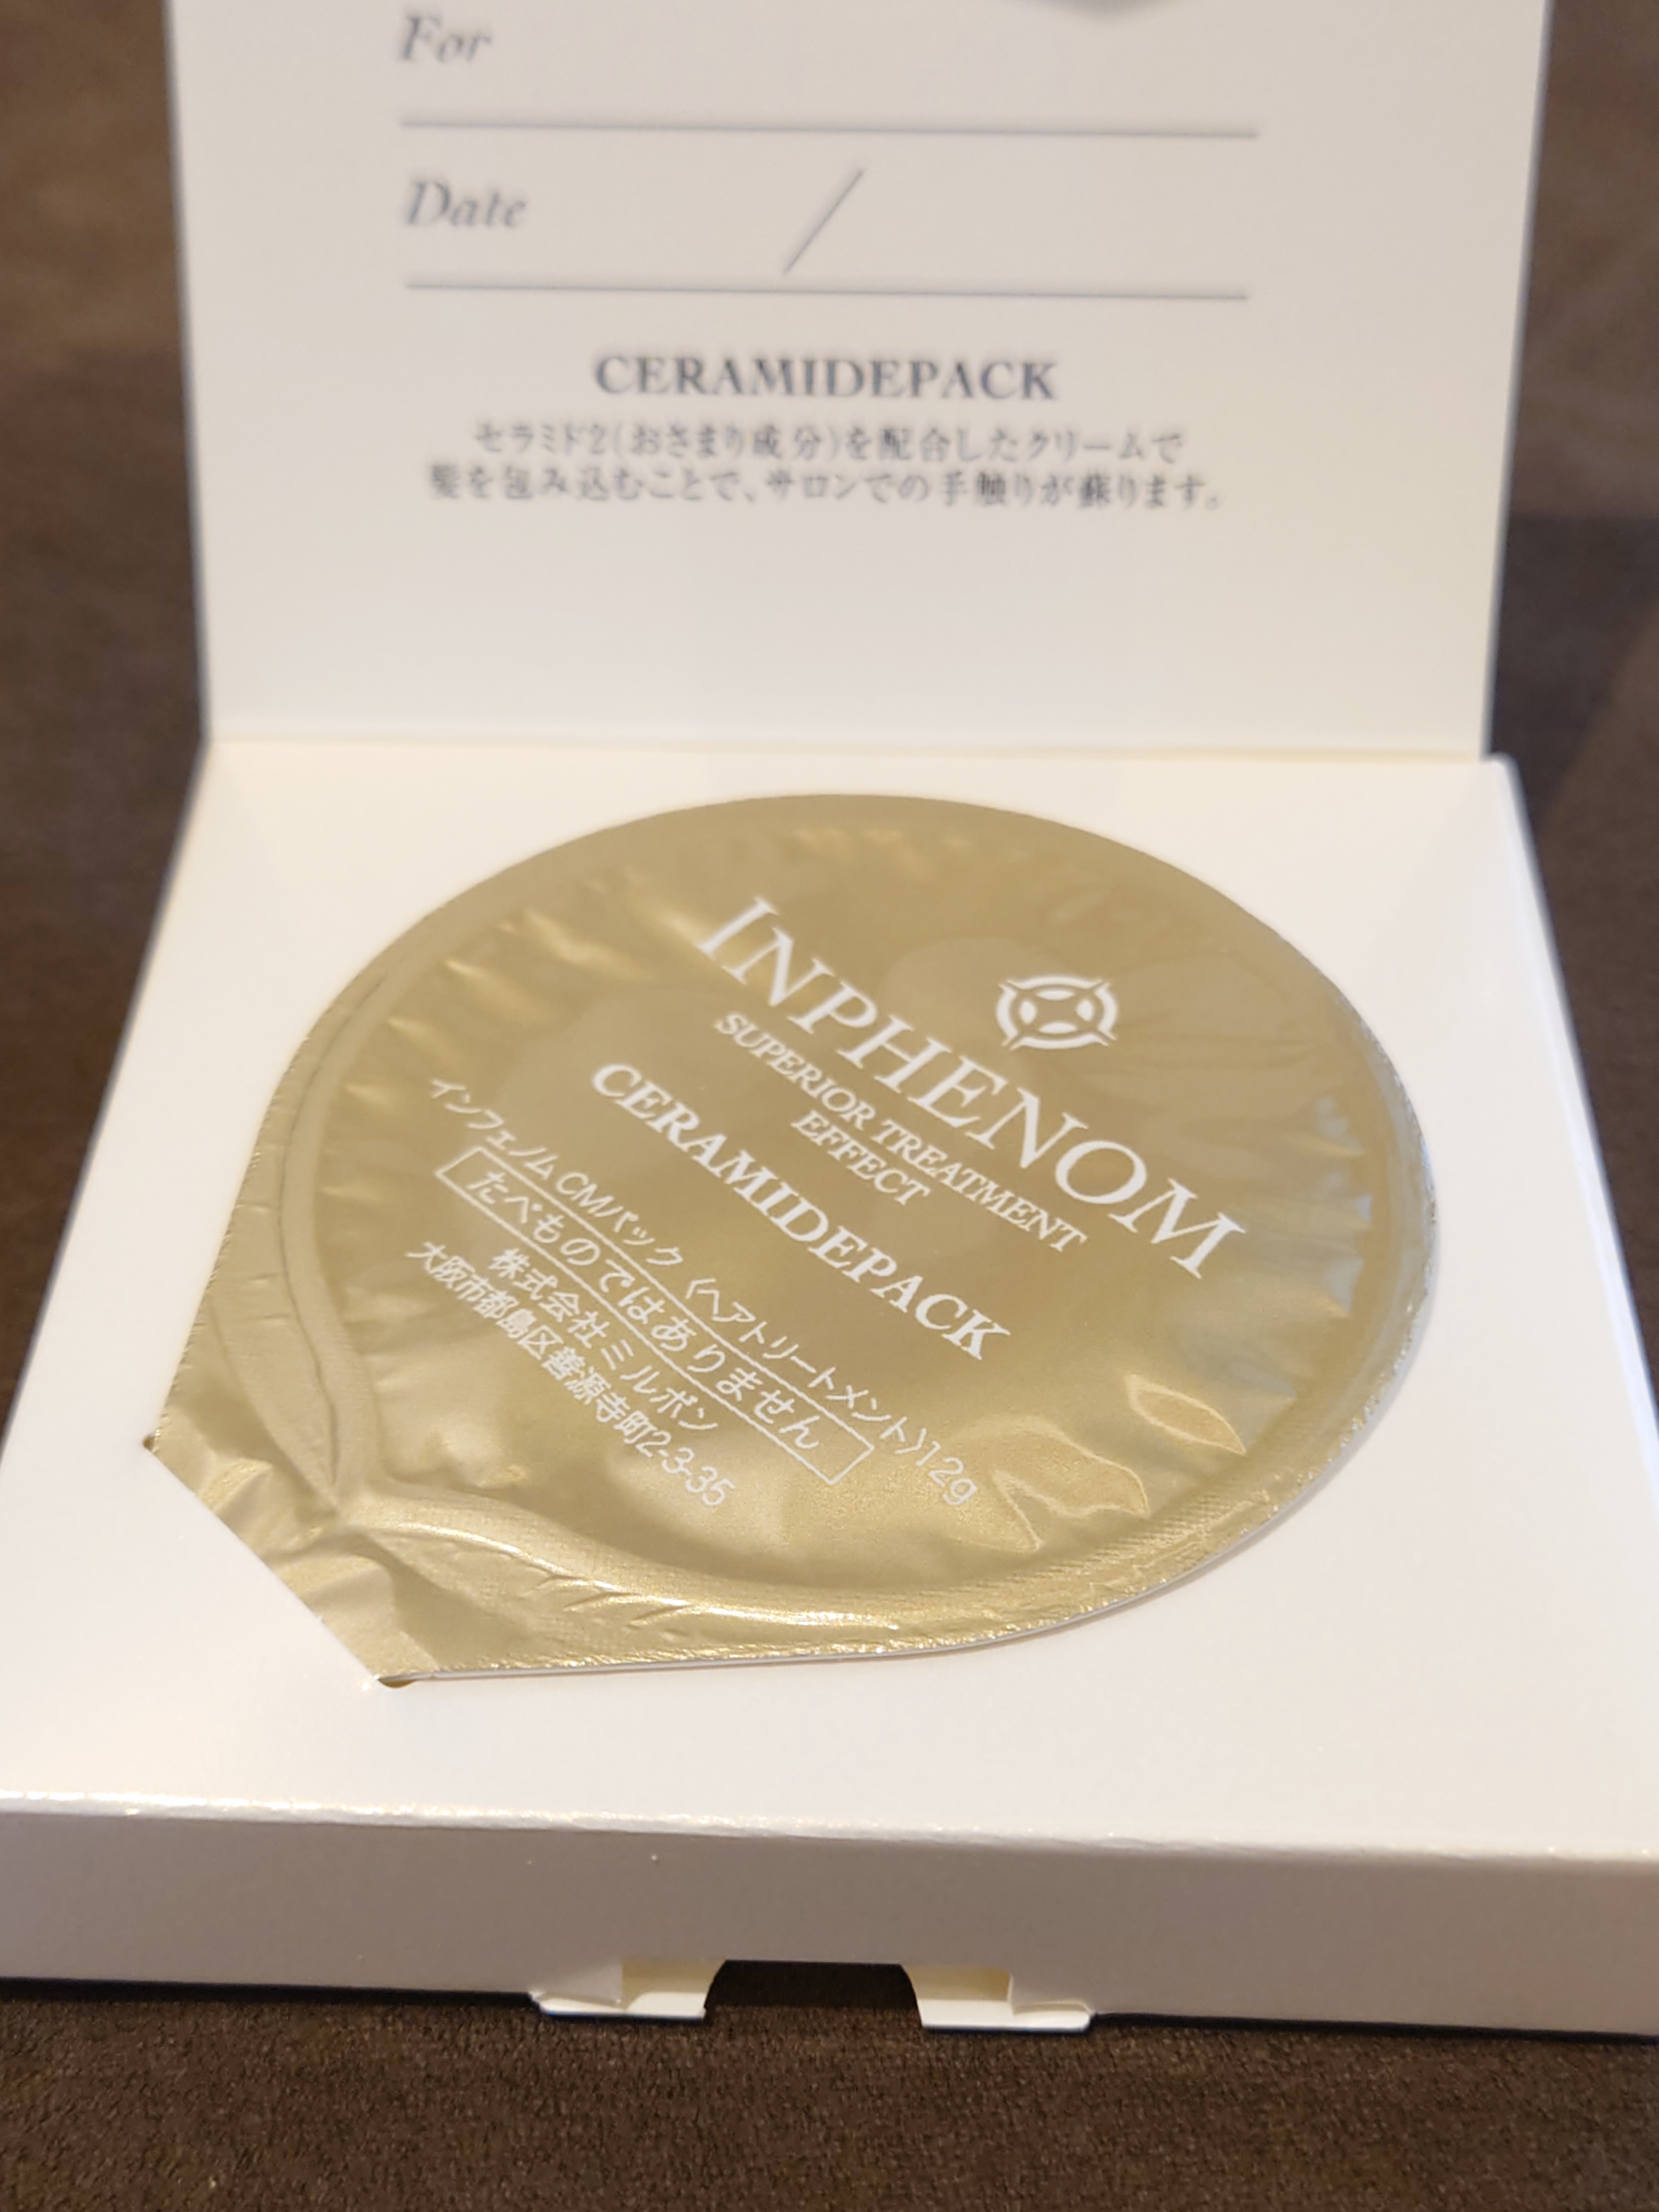 For
Date /
CERAMIDEPACK
セラミド2(おさまり成分)を配合したクリームで
髪を包み込むことで、サロンでの手触りが蘇ります。
INPHENOM
SUPERIOR TREATMENT
EFFECT
CERAMIDEPACK
インフェノム CMパック〈ヘアトリートメント〉12g
たべものではありません
株式会社ミルボン
大阪市都島区善源寺町2-3-35